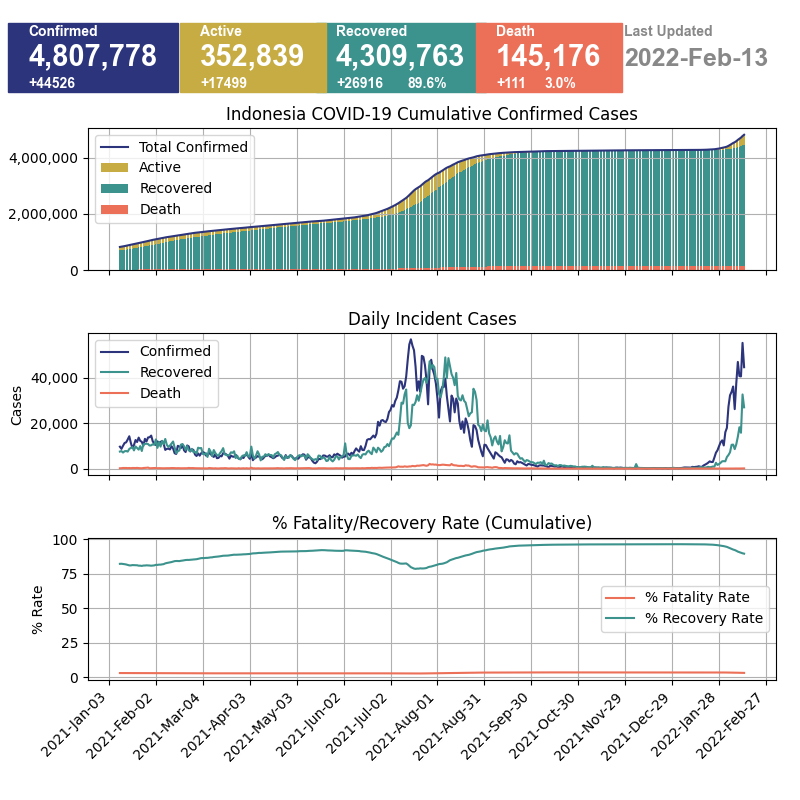 Confirmed
4,807,778
+44526
Active
352,839
+17499
Recovered
4,309,763
+26916 89.6%
Death
145,176
+111 3.0%
Last Updated
2022-Feb-13
Indonesia COVID-19 Cumulative Confirmed Cases
4,000,000
2,000,000
0
Total Confirmed
Active
Recovered
Death
Daily Incident Cases
Cases
40,000
20,000
0
Confirmed
Recovered
Death
% Fatality/Recovery Rate (Cumulative)
% Rate
100
75
50
25
0
% Fatality Rate
% Recovery Rate
2021-Jan-03
2021-Feb-02
2021-Mar-04
2021-Apr-03
2021-May-03
2021-Jun-02
2021-Jul-02
2021-Aug-01
2021-Aug-31
2021-Sep-30
2021-Oct-30
2021-Nov-29
2021-Dec-29
2022-Jan-28
2022-Feb-27